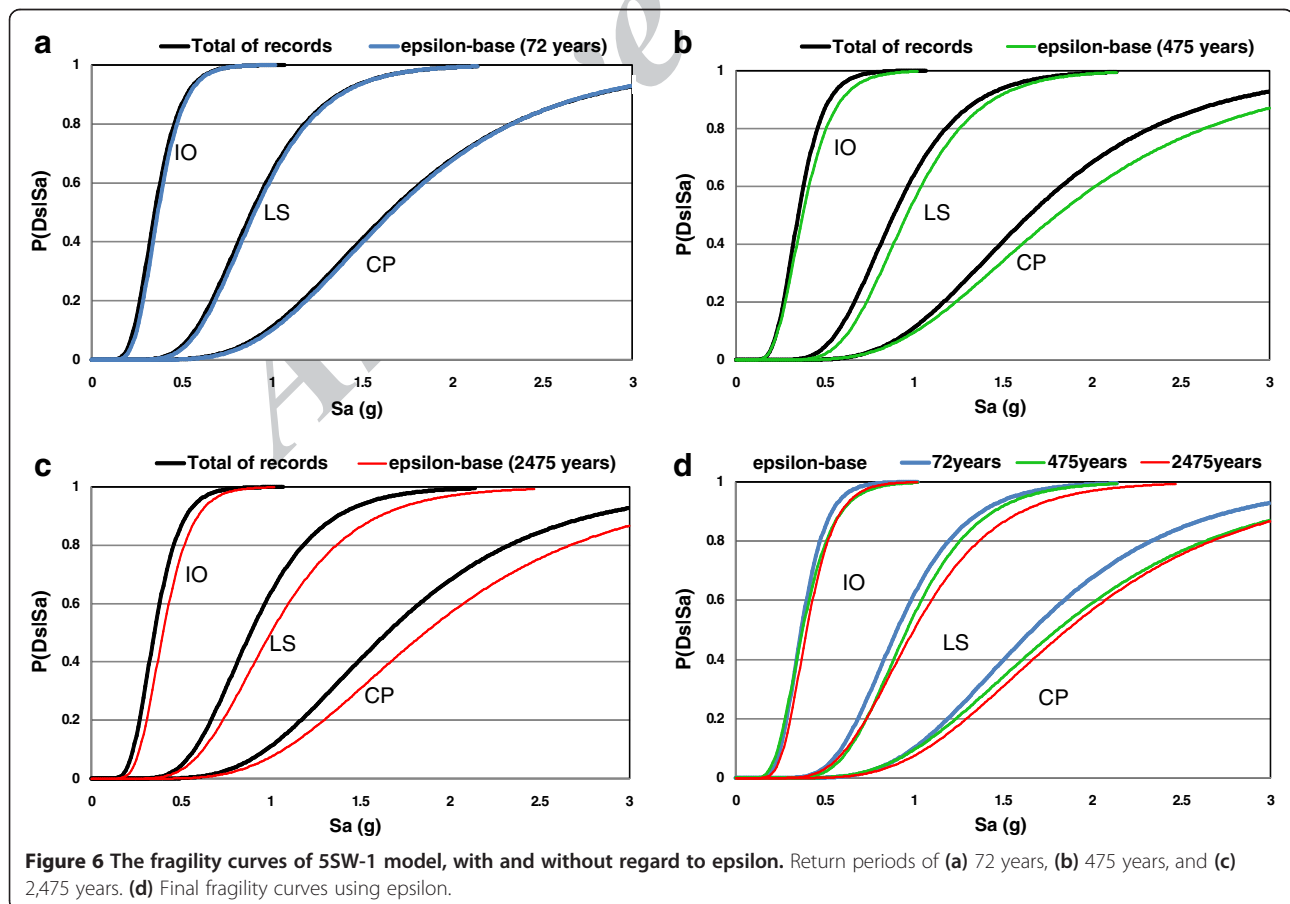 a
Total of records epsilon-base (72 years)
1
0.8
0.6
0.4
0.2
0
P(Ds|Sa)
IO
LS
CP
0 0.5 1 1.5 2 2.5 3
Sa (g)
b
Total of records epsilon-base (475 years)
1
0.8
0.6
0.4
0.2
0
P(Ds|Sa)
IO
LS
CP
0 0.5 1 1.5 2 2.5 3
Sa (g)
c
Total of records epsilon-base (2475 years)
1
0.8
0.6
0.4
0.2
0
P(Ds|Sa)
IO
LS
CP
0 0.5 1 1.5 2 2.5 3
Sa (g)
d
epsilon-base 72years 475years 2475years
1
0.8
0.6
0.4
0.2
0
P(Ds|Sa)
IO
LS
CP
0 0.5 1 1.5 2 2.5 3
Sa (g)
Figure 6 The fragility curves of 5SW-1 model, with and without regard to epsilon. Return periods of (a) 72 years, (b) 475 years, and (c)
2,475 years. (d) Final fragility curves using epsilon.